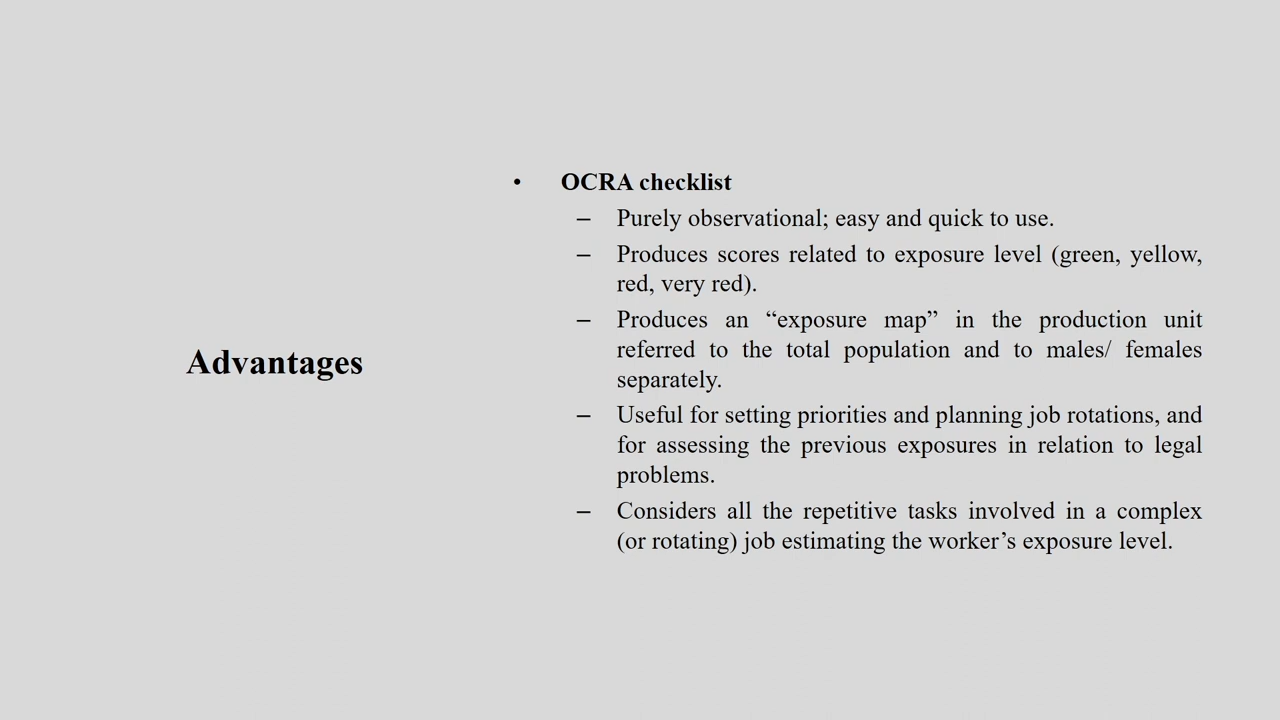 Advantages
• OCRA checklist
– Purely observational; easy and quick to use.
– Produces scores related to exposure level (green, yellow,
red, very red).
– Produces an “exposure map” in the production unit
referred to the total population and to males/ females
separately.
– Useful for setting priorities and planning job rotations, and
for assessing the previous exposures in relation to legal
problems.
– Considers all the repetitive tasks involved in a complex
(or rotating) job estimating the worker’s exposure level.